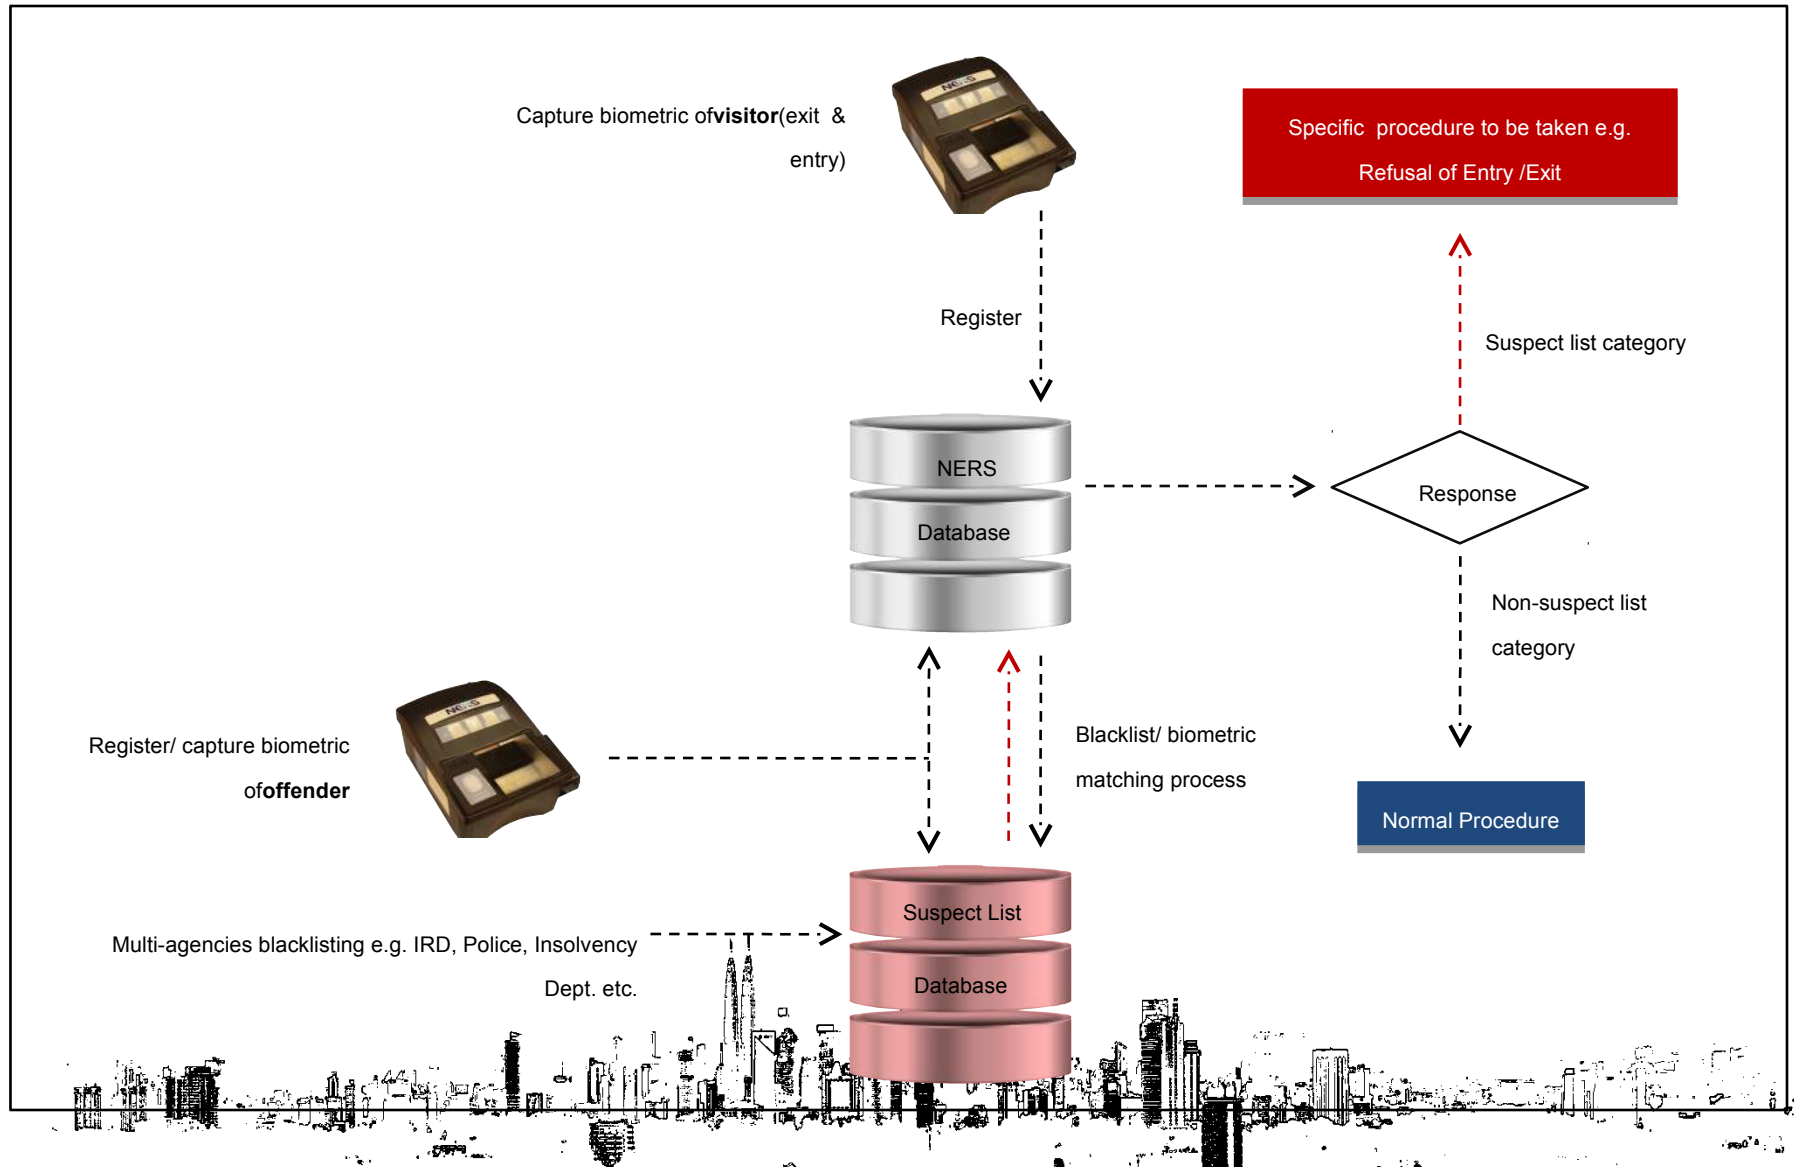 NERS
Capture biometric ofvisitor(exit &
entry)
Specific procedure to be taken e.g.
Refusal of Entry /Exit
Register
Suspect list category
NERS
Database
Response
Non-suspect list
category
NERS
Register/ capture biometric
ofoffender
Blacklist/ biometric
matching process
Normal Procedure
Multi-agencies blacklisting e.g. IRD, Police, Insolvency
Dept. etc.
Suspect List
Database